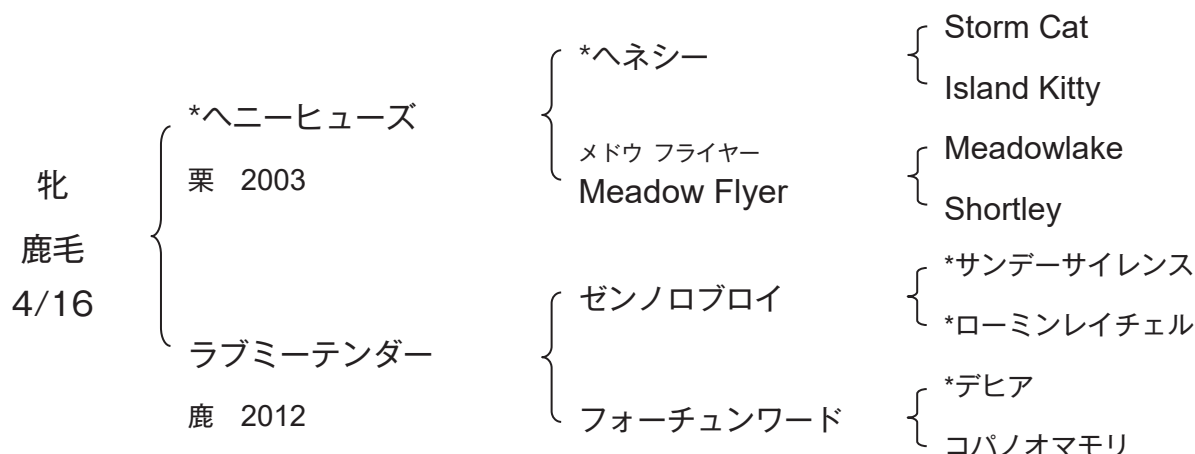 牝
鹿毛
4/16
*ヘニーヒューズ
栗 2003
ラブミーテンダー
鹿 2012
*ヘネシー
メドウ フライヤー
Meadow Flyer
ゼンノロブロイ
フォーチュンワード
Storm Cat
Island Kitty
Meadowlake
Shortley
*サンデーサイレンス
*ローミンレイチェル
*デヒア
コパノオマモリ